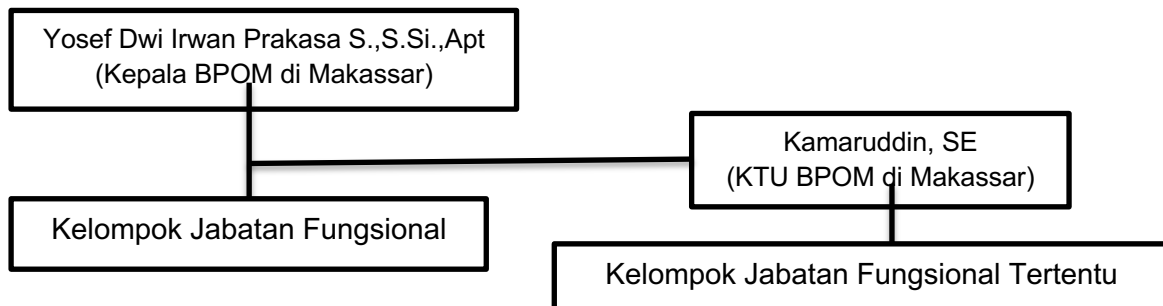 Yosef Dwi Irwan Prakasa S.,S.Si.,Apt
(Kepala BPOM di Makassar)
Kamaruddin, SE
(KTU BPOM di Makassar)
Kelompok Jabatan Fungsional
Kelompok Jabatan Fungsional Tertentu